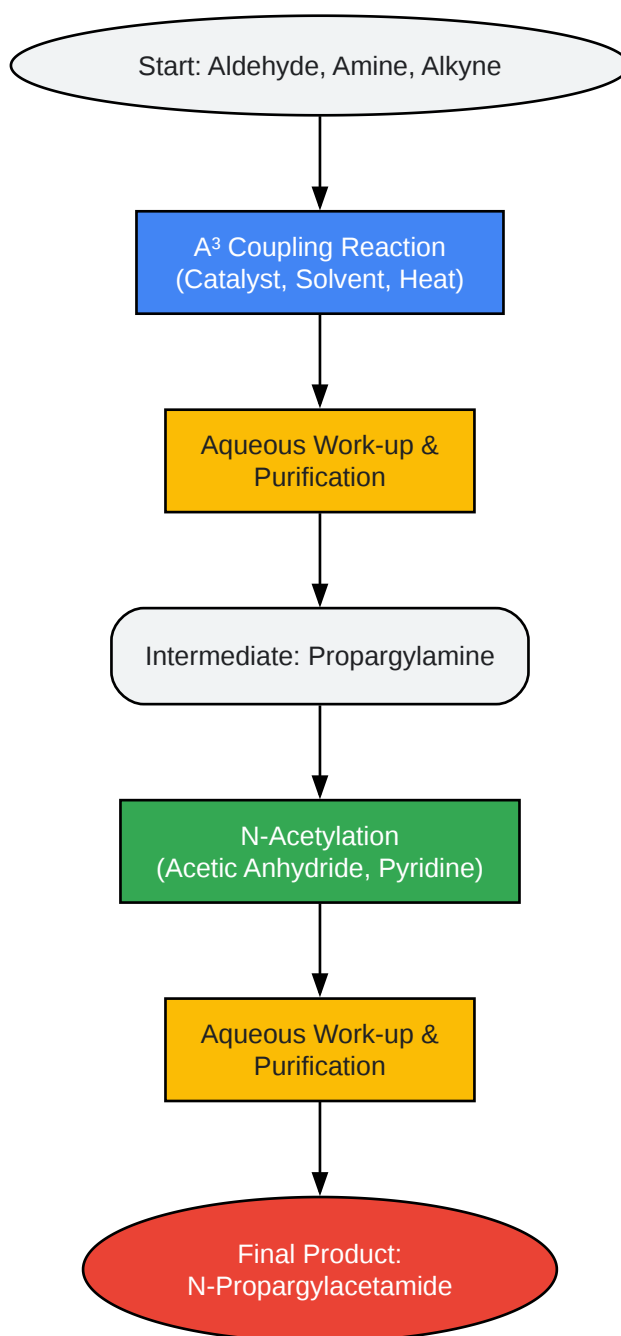 Start: Aldehyde, Amine, Alkyne
A³ Coupling Reaction
(Catalyst, Solvent, Heat)
Aqueous Work-up &
Purification
Intermediate: Propargylamine
N-Acetylation
(Acetic Anhydride, Pyridine)
Aqueous Work-up &
Purification
Final Product:
N-Propargylacetamide